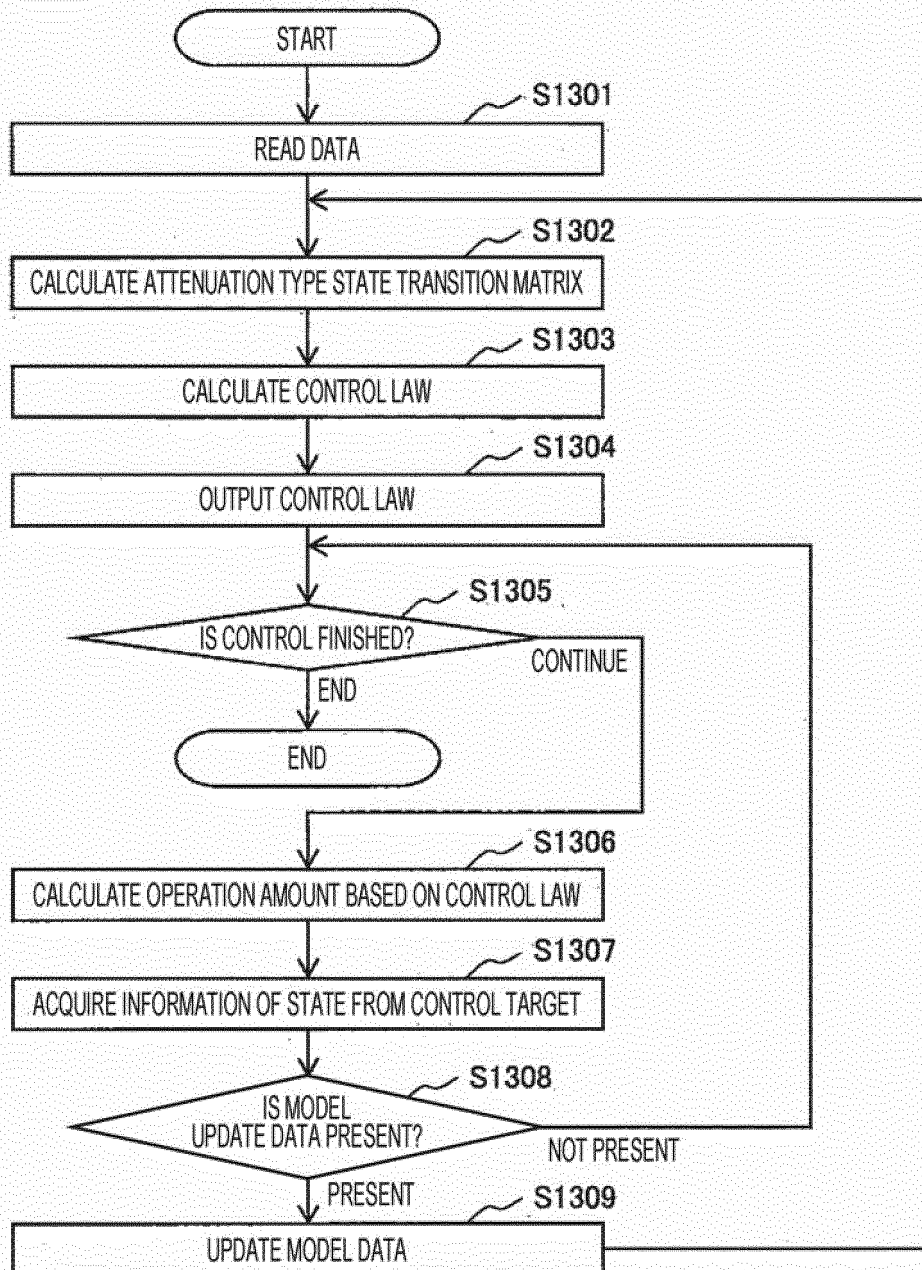 START
S1301
READ DATA
S1302
CALCULATE ATTENUATION TYPE STATE TRANSITION MATRIX
S1303
CALCULATE CONTROL LAW
S1304
OUTPUT CONTROL LAW
S1305
IS CONTROL FINISHED?
CONTINUE
END
END
S1306
CALCULATE OPERATION AMOUNT BASED ON CONTROL LAW
S1307
ACQUIRE INFORMATION OF STATE FROM CONTROL TARGET
S1308
IS MODEL
UPDATE DATA PRESENT?
NOT PRESENT
PRESENT
S1309
UPDATE MODEL DATA